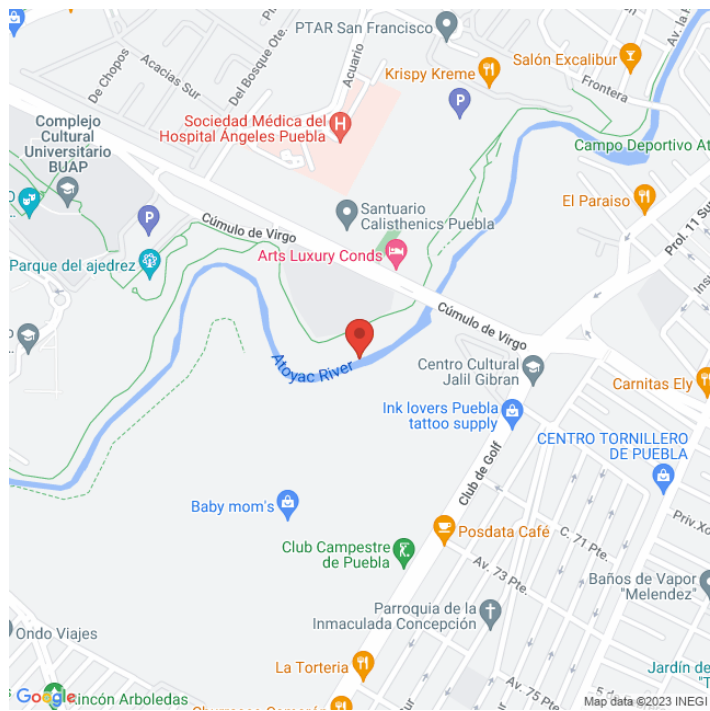 PTAR San Francisco
Salón Excalibur
Krispy Kreme
Frontera
De Chopos
Acacias Sur
Del Bosque Ote.
Acuario
Complejo
Cultural
Universitario
BUAP
Sociedad Médica del
Hospital Ángeles Puebla
Campo Deportivo At
El Paraiso
Prol. 11 Su
Santuario
Calisthenics Puebla
Cúmulo de Virgo
Arts Luxury Conds
Parque del ajedrez
Cúmulo de Virgo
Atoyac River
Centro Cultural
Jalil Gibran
Carnitas Ely
Ink lovers Puebla
tattoo supply
CENTRO TORNILLERO
DE PUEBLA
Club de Golf
Baby mom's
Priv.Xo
Posdata Café
C. 71 Pte.
Club Campestre
de Puebla
Av. 73 Pte.
Baños de Vapor
"Melendez"
Parroquia de la
Inmaculada Concepción
Ondo Viajes
La Torteria
Jardín de
"T
Av. 75 Pte.
Google
incón Arboledas
Map data ©2023 INEGI